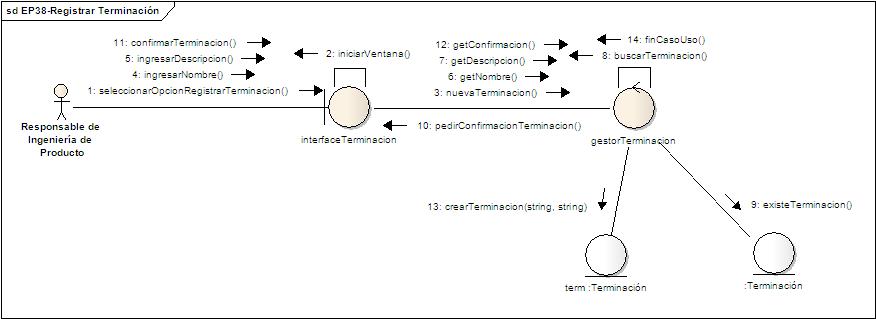 sd EP38-Registrar Terminación
11: confirmarTerminacion()
5: ingresarDescripcion()
4: ingresarNombre()
1: seleccionarOpcionRegistrarTerminacion()
2: iniciarVentana()
12: getConfirmacion()
7: getDescipcion()
6: getNombre()
3: nuevaTerminacion()
14: finCasoUso()
8: buscarTerminacion()
Responsable de
Ingeniería de
Producto
interfaceTerminacion
10: pedirConfirmacionTerminacion()
gestorTerminacion
13: crearTerminacion(string, string)
9: existeTerminacion()
term :Terminación
:Terminación